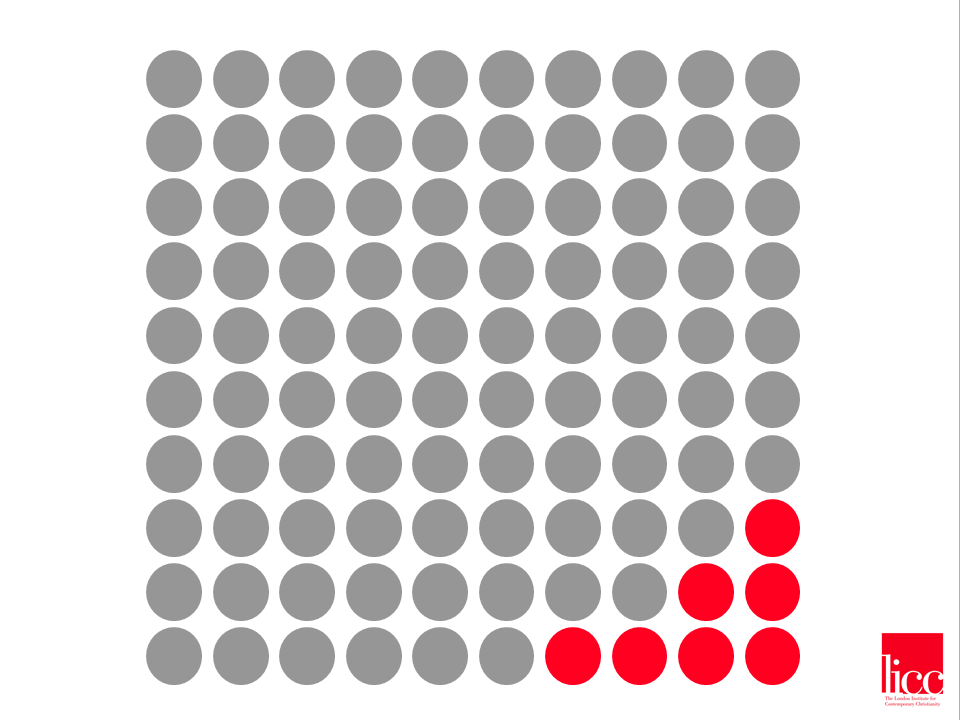 licc
The London Institute for
Contemporary Christianity